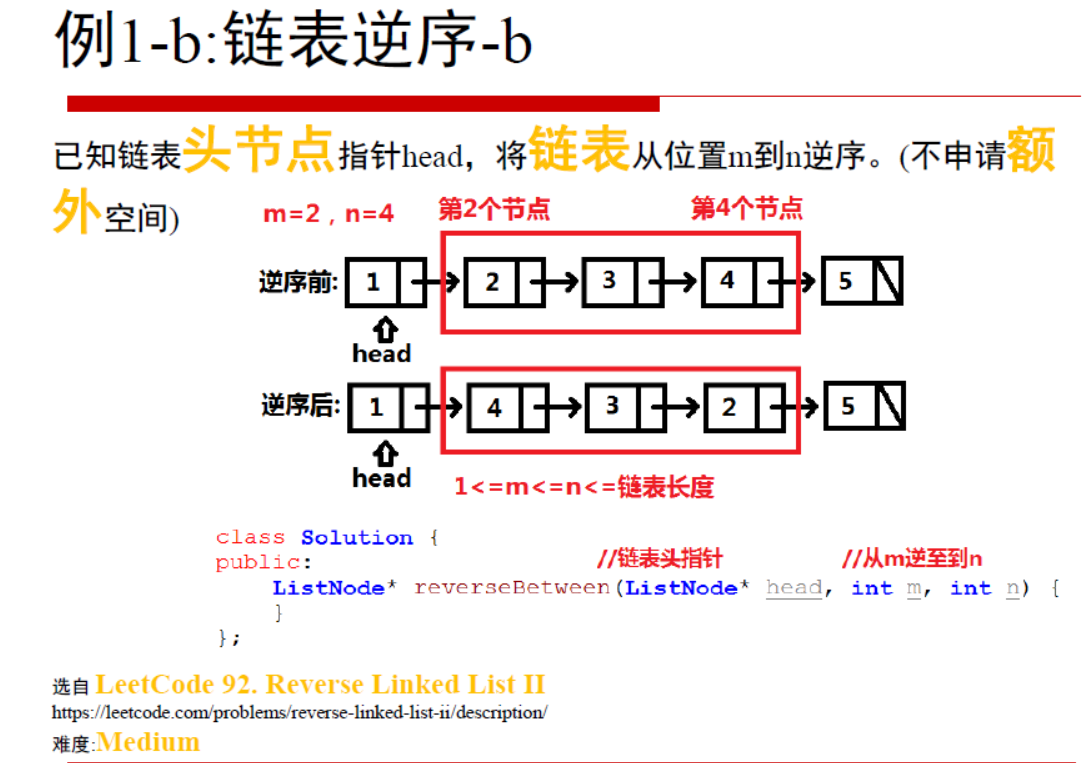 例1-b:链表逆序-b
已知链表头节点指针head，将链表从位置m到n逆序。(不申请额
外空间)
m=2，n=4 第2个节点 第4个节点
逆序前: 1 2 3 4 5
head
逆序后: 1 4 3 2 5
head
1<=m<=n<=链表长度
class Solution {
public: //链表头指针 //从m逆至到n
ListNode* reverseBetween(ListNode* head, int m, int n) {
}
};
选自 LeetCode 92. Reverse Linked List II
https://leetcode.com/problems/reverse-linked-list-ii/description/
难度:Medium